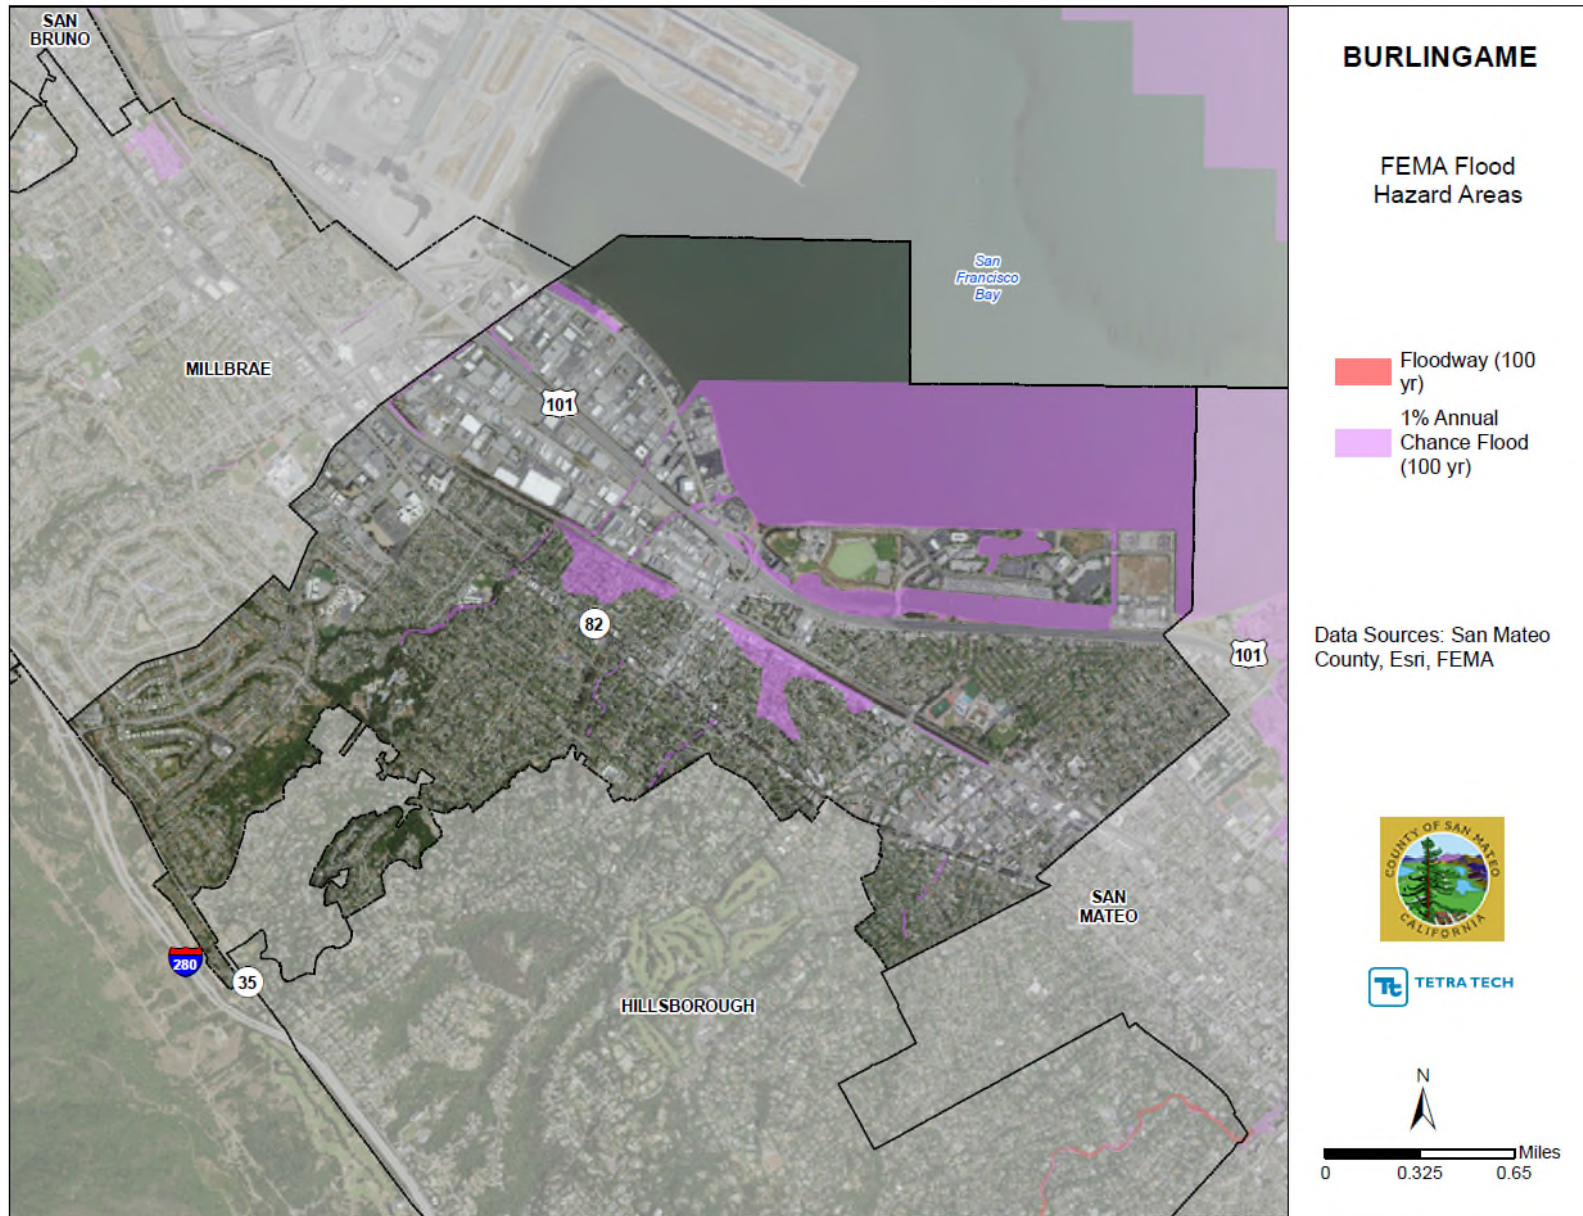 SAN
BRUNO
MILLBRAE
San
Francisco
Bay
101
82
101
280
35
HILLSBOROUGH
SAN
MATEO
BURLINGAME
FEMA Flood
Hazard Areas
Floodway (100
yr)
1% Annual
Chance Flood
(100 yr)
Data Sources: San Mateo
County, Esri, FEMA
COUNTY OF SAN MATEO
CALIFORNIA
Tt TETRA TECH
N
Miles
0 0.325 0.65